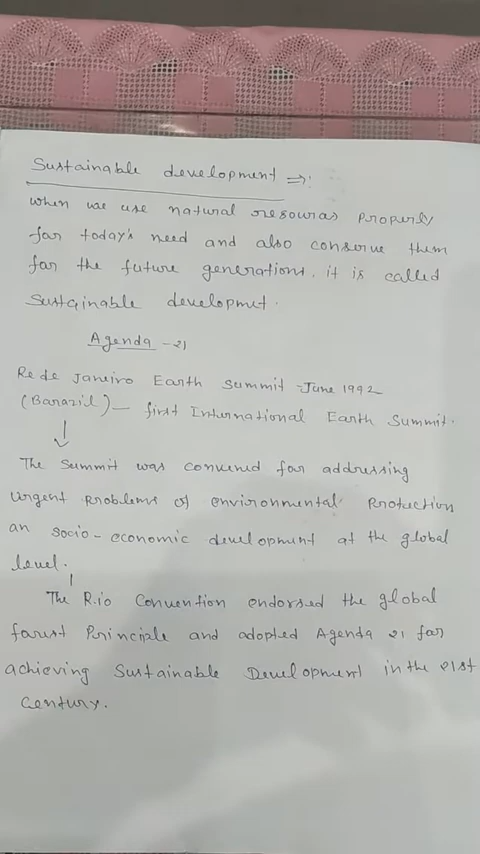 Sustainable development ⇒:
when we use natural resouras properly
for today's need and also conserve them
for the future generations. it is called
Sustainable developmet.
Agenda - 21
Re de Janeiro Earth Summit - June 1992
(Barazil) — first International Earth Summit.
The Summit was convened for addressing
urgent problems of environmental protection
an socio - economic development at the global
level.
The R.io Convention endorsed the global
forust Principle and adopted Agenda 21 for
achieving Sustainable Development in the 21st
Century.